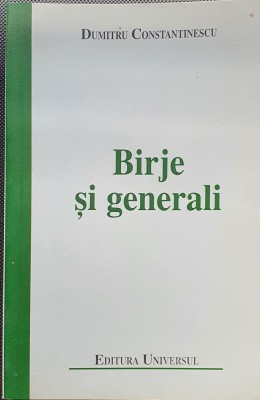 DUMITRU CONSTANTINESCU
Birje
și generali
EDITURA UNIVERSUL